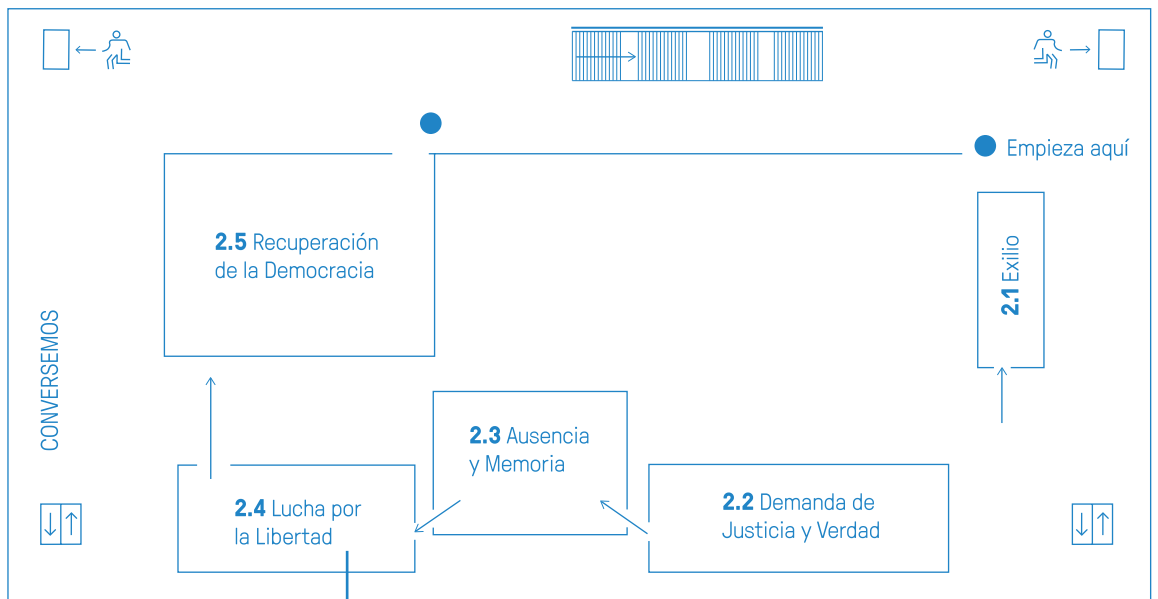 Empieza aquí
2.1 Exilio
2.5 Recuperación
de la Democracia
CONVERSEMOS
2.3 Ausencia
y Memoria
2.4 Lucha por
la Libertad
2.2 Demanda de
Justicia y Verdad